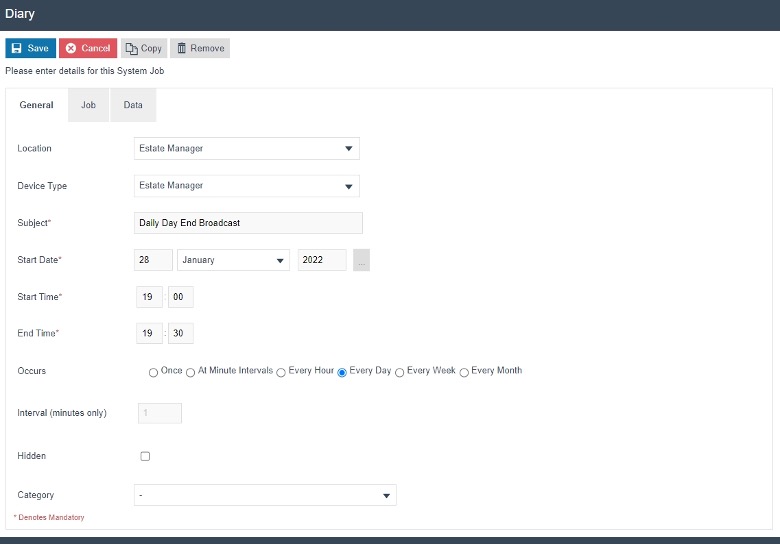 Diary
Save Cancel Copy Remove
Please enter details for this System Job
General Job Data
Location Estate Manager
Device Type Estate Manager
Subject* Daily Day End Broadcast
Start Date* 28 January 2022 ...
Start Time* 19 : 00
End Time* 19 : 30
Occurs Once At Minute Intervals Every Hour Every Day Every Week Every Month
Interval (minutes only) 1
Hidden
Category -
* Denotes Mandatory